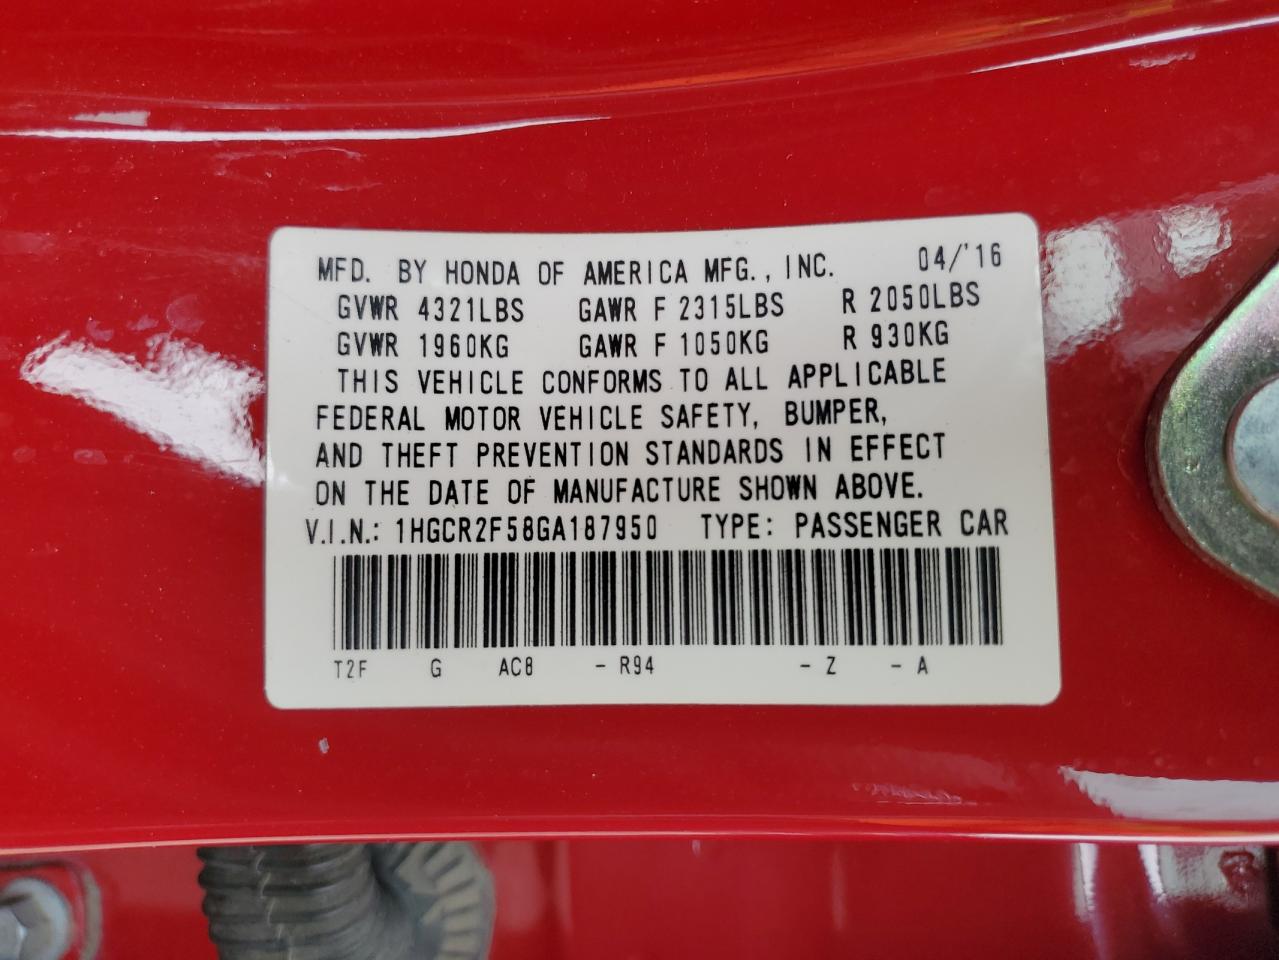 MFD. BY HONDA OF AMERICA MFG., INC. 04/'16
GVWR 4321LBS GAWR F 2315LBS R 2050LBS
GVWR 1960KG GAWR F 1050KG R 930KG
THIS VEHICLE CONFORMS TO ALL APPLICABLE
FEDERAL MOTOR VEHICLE SAFETY, BUMPER,
AND THEFT PREVENTION STANDARDS IN EFFECT
ON THE DATE OF MANUFACTURE SHOWN ABOVE.
V.I.N.: 1HGCR2F58GA187950 TYPE: PASSENGER CAR
T2F G AC8 - R94 - Z - A